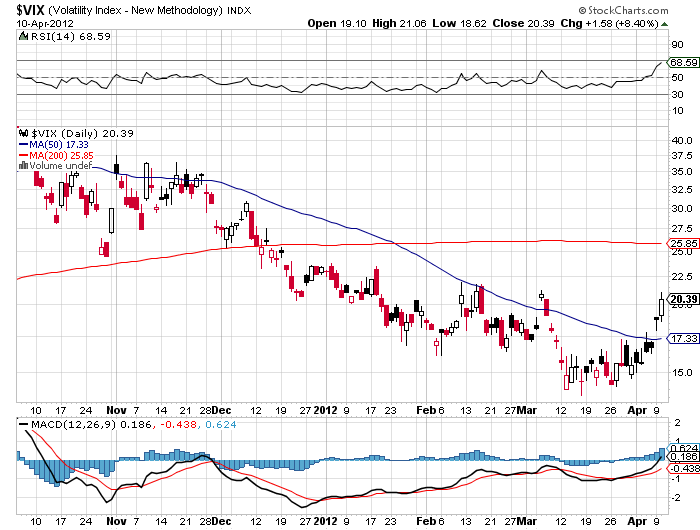 $VIX (Volatility Index - New Methodology) INDX © StockCharts.com
10-Apr-2012 Open 19.10 High 21.06 Low 18.62 Close 20.39 Chg +1.58 (+8.40%)
RSI(14) 68.59
90
68.59
50
30
10
$VIX (Daily) 20.39
MA(50) 17.33
MA(200) 25.85
Volume undef
40.0
37.5
35.0
32.5
30.0
27.5
25.85
25.0
22.5
20.39
20.0
17.33
15.0
10 17 24 Nov 7 14 21 28 Dec 12 19 27 2012 9 17 23 Feb 6 13 21 27 Mar 12 19 26 Apr 9
MACD(12,26,9) 0.186, -0.438, 0.624
2
1
0.624
0.186
-0.438
-1
-2
10 17 24 Nov 7 14 21 28 Dec 12 19 27 2012 9 17 23 Feb 6 13 21 27 Mar 12 19 26 Apr 9